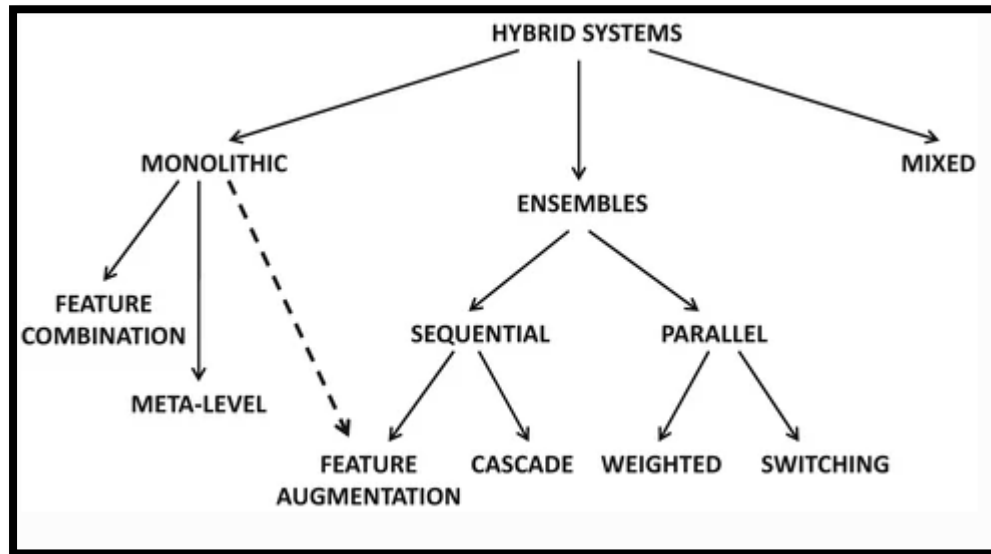 HYBRID SYSTEMS
MONOLITHIC
MIXED
ENSEMBLES
FEATURE
COMBINATION
SEQUENTIAL
PARALLEL
META-LEVEL
FEATURE
AUGMENTATION
CASCADE
WEIGHTED
SWITCHING